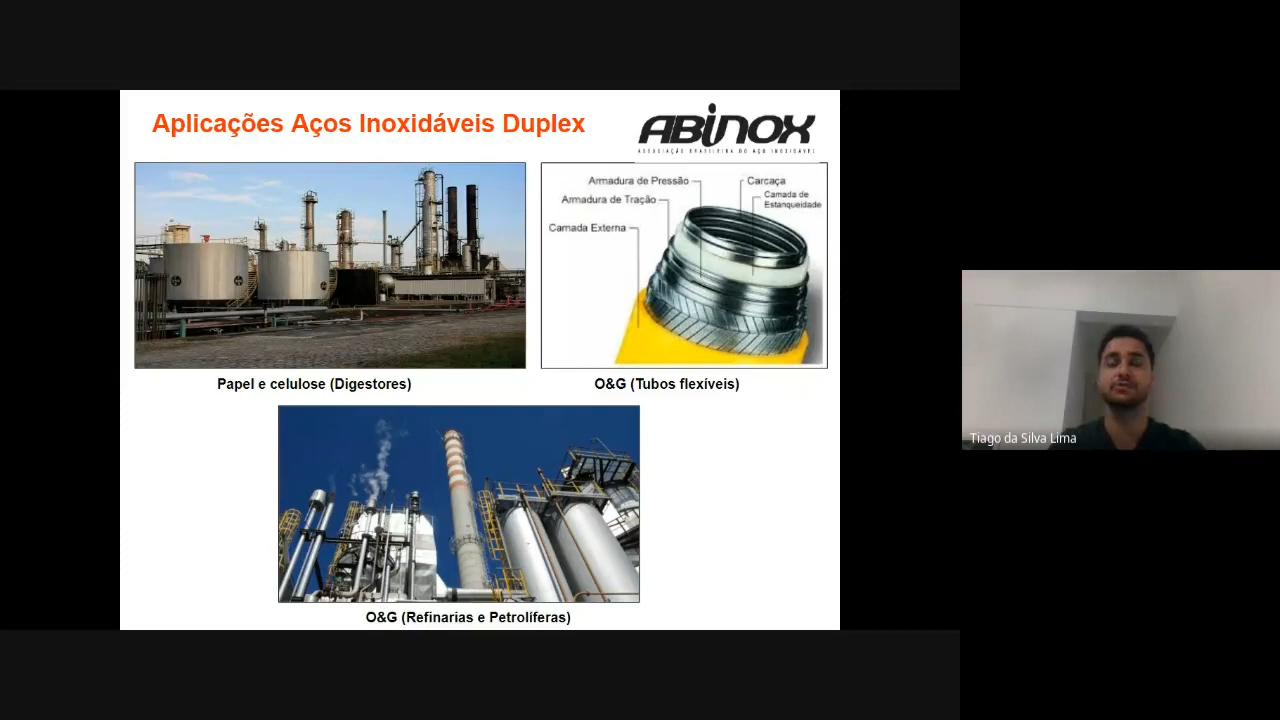 Aplicações Aços Inoxidáveis Duplex
ABINOX
ASSOCIAÇÃO BRASILEIRA DO AÇO INOXIDÁVEL
Armadura de Pressão
Carcaça
Armadura de Tração
Camada de
Estanqueidade
Camada Externa
Papel e celulose (Digestores)
O&G (Tubos flexíveis)
O&G (Refinarias e Petrolíferas)
Tiago da Silva Lima